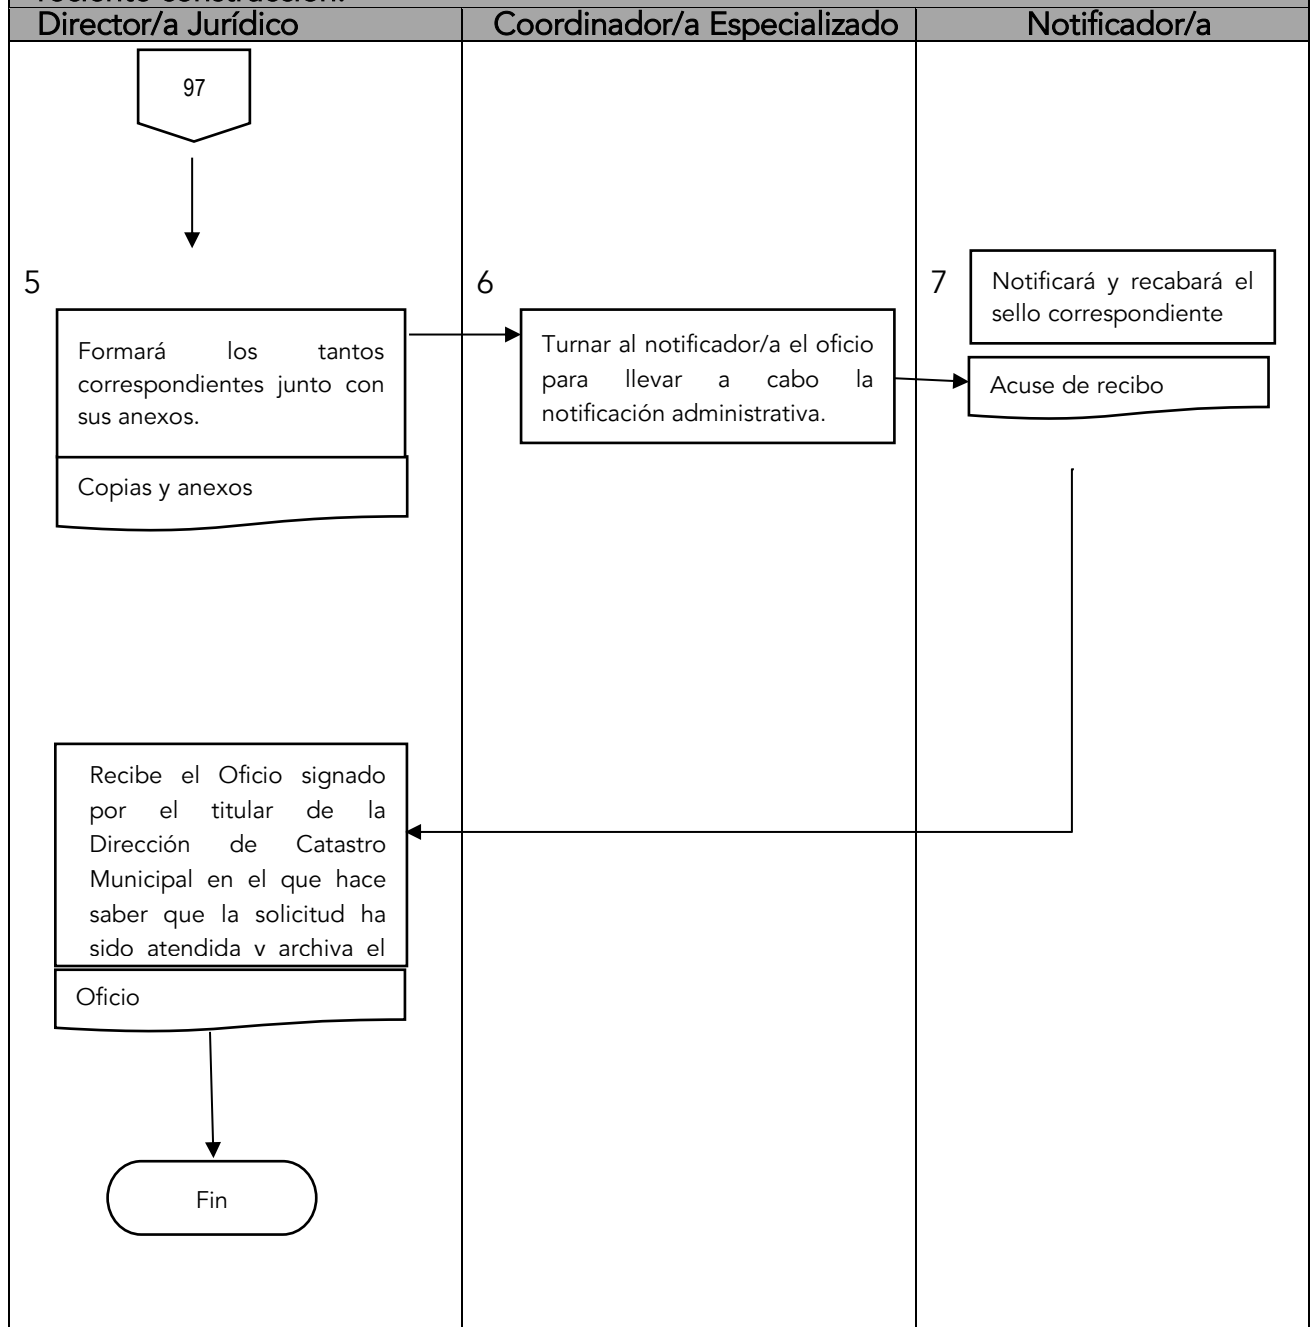 Director/a Jurídico
Coordinador/a Especializado
Notificador/a
97
5
Formará los tantos
correspondientes junto con
sus anexos.
Copias y anexos
6
Turnar al notificador/a el oficio
para llevar a cabo la
notificación administrativa.
7
Notificará y recabará el
sello correspondiente
Acuse de recibo
Recibe el Oficio signado
por el titular de la
Dirección de Catastro
Municipal en el que hace
saber que la solicitud ha
sido atendida y archiva el
Oficio
Fin